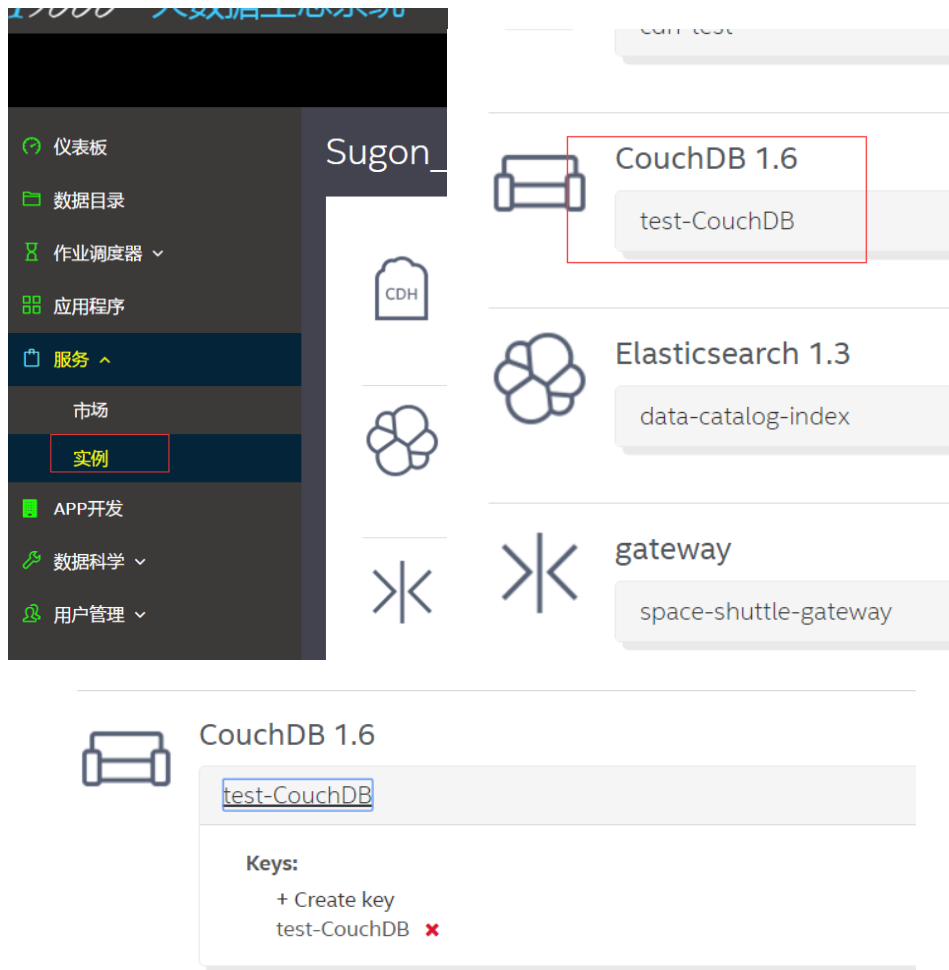 仪表板
数据目录
作业调度器
应用程序
服务
市场
实例
APP开发
数据科学
用户管理
Sugon_
CDH
CouchDB 1.6
test-CouchDB
Elasticsearch 1.3
data-catalog-index
gateway
space-shuttle-gateway
CouchDB 1.6
test-CouchDB
Keys:
+ Create key
test-CouchDB